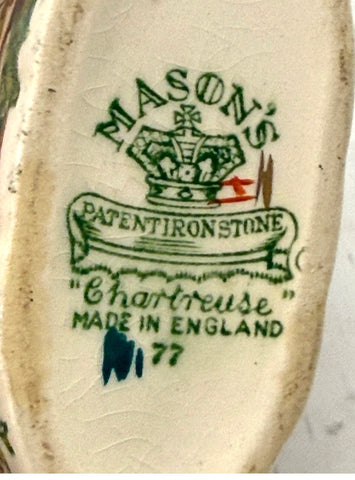 MASON'S
PATENT IRONSTONE
"Chartreuse"
MADE IN ENGLAND
77